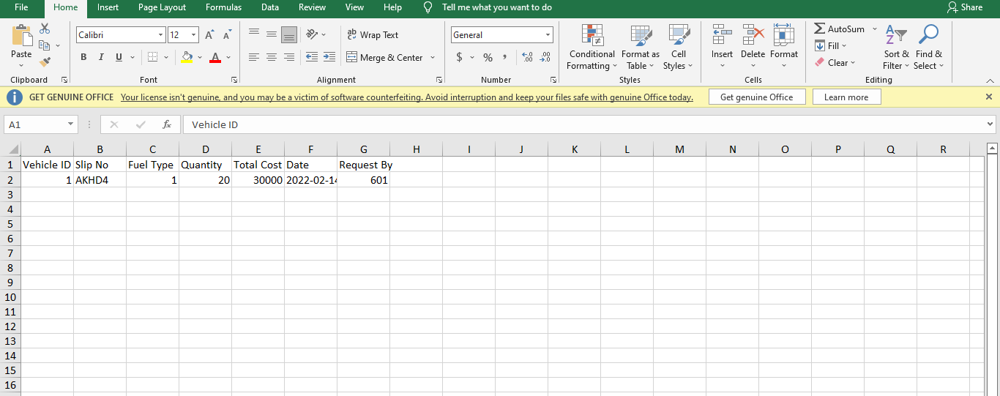 File Home Insert Page Layout Formulas Data Review View Help Tell me what you want to do Share
Calibri 12 A A ab Wrap Text General AutoSum
Paste Conditional Format as Cell Insert Delete Format Fill Sort & Find &
B I U A Merge & Center $ % , .00 .00 Formatting Table Styles Clear Filter Select
Clipboard Font Alignment Number Styles Cells Editing
GET GENUINE OFFICE Your license isn't genuine, and you may be a victim of software counterfeiting. Avoid interruption and keep your files safe with genuine Office today. Get genuine Office Learn more
A1 fx Vehicle ID
A B C D E F G H I J K L M N O P Q R
1 Vehicle ID Slip No Fuel Type Quantity Total Cost Date Request By
2 1 AKHD4 1 20 30000 2022-02-14 601
3
4
5
6
7
8
9
10
11
12
13
14
15
16